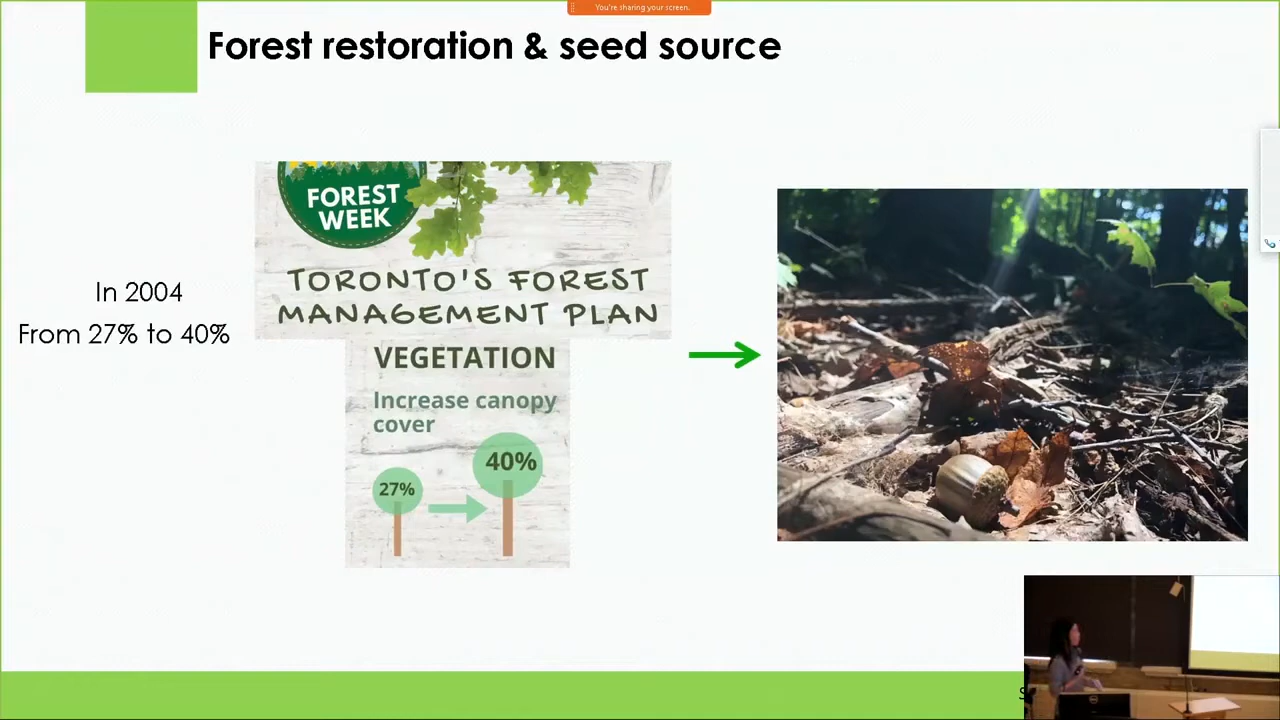 You're sharing your screen.
Forest restoration & seed source
FOREST
WEEK
TORONTO'S FOREST
MANAGEMENT PLAN
In 2004
From 27% to 40%
VEGETATION
Increase canopy
cover
40%
27%